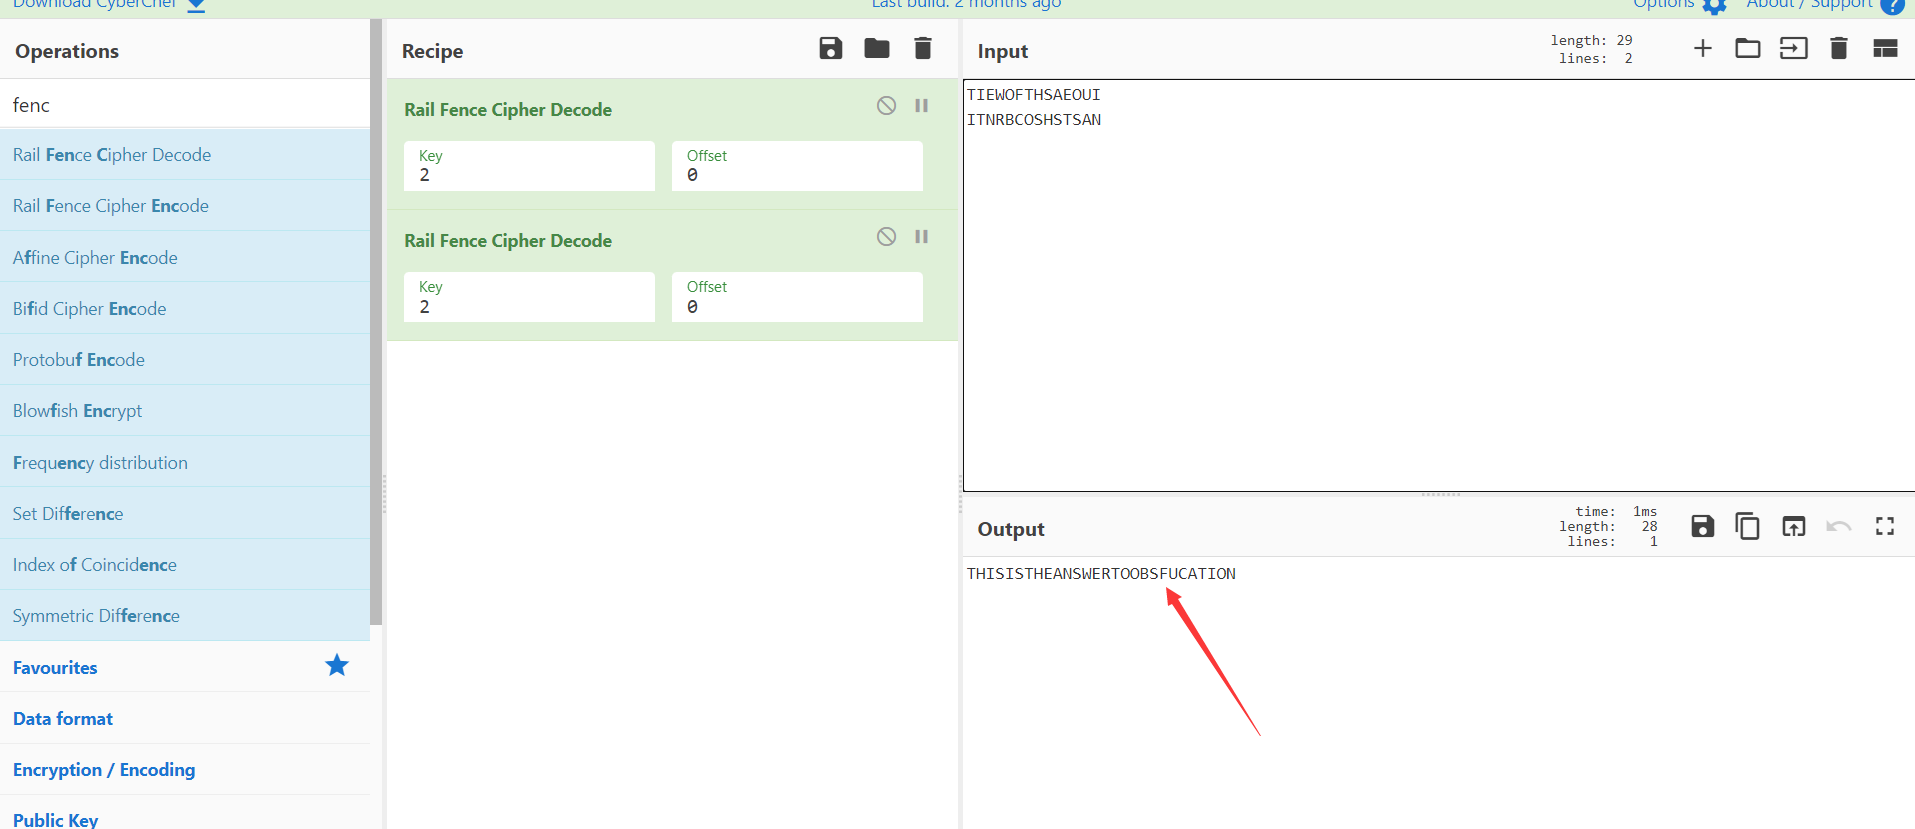 Download CyberChef
Last build: 2 months ago
Options
About / Support
?
Operations
fenc
Rail Fence Cipher Decode
Rail Fence Cipher Encode
Affine Cipher Encode
Bifid Cipher Encode
Protobuf Encode
Blowfish Encrypt
Frequency distribution
Set Difference
Index of Coincidence
Symmetric Difference
Favourites
Data format
Encryption / Encoding
Public Key
Recipe
Rail Fence Cipher Decode
Key
2
Offset
0
Rail Fence Cipher Decode
Key
2
Offset
0
Input
length: 29
lines: 2
TIEWOFTHSAEOUI
ITNRBCOSHSTSAN
Output
time: 1ms
length: 28
lines: 1
THISISTHEANSWERTOOBSFUCATION